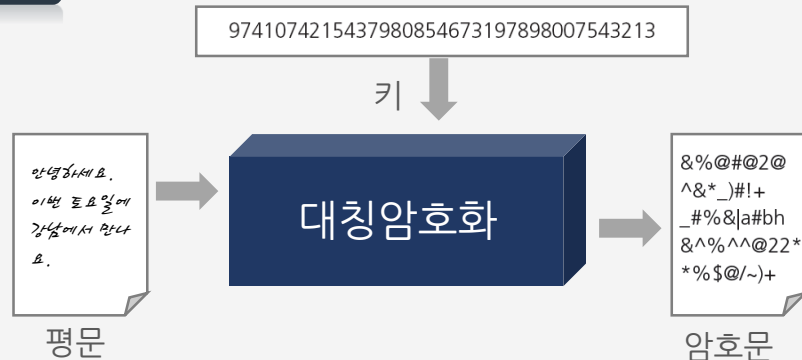 9741074215437980854673197898007543213
키
안녕하세요.
이번 토요일에
강남에서 만나
요.
대칭암호화
&%@#@2@
^&*_)#!+
_#%&|a#bh
&^%^^@22*
*%$@/~)+
평문
암호문